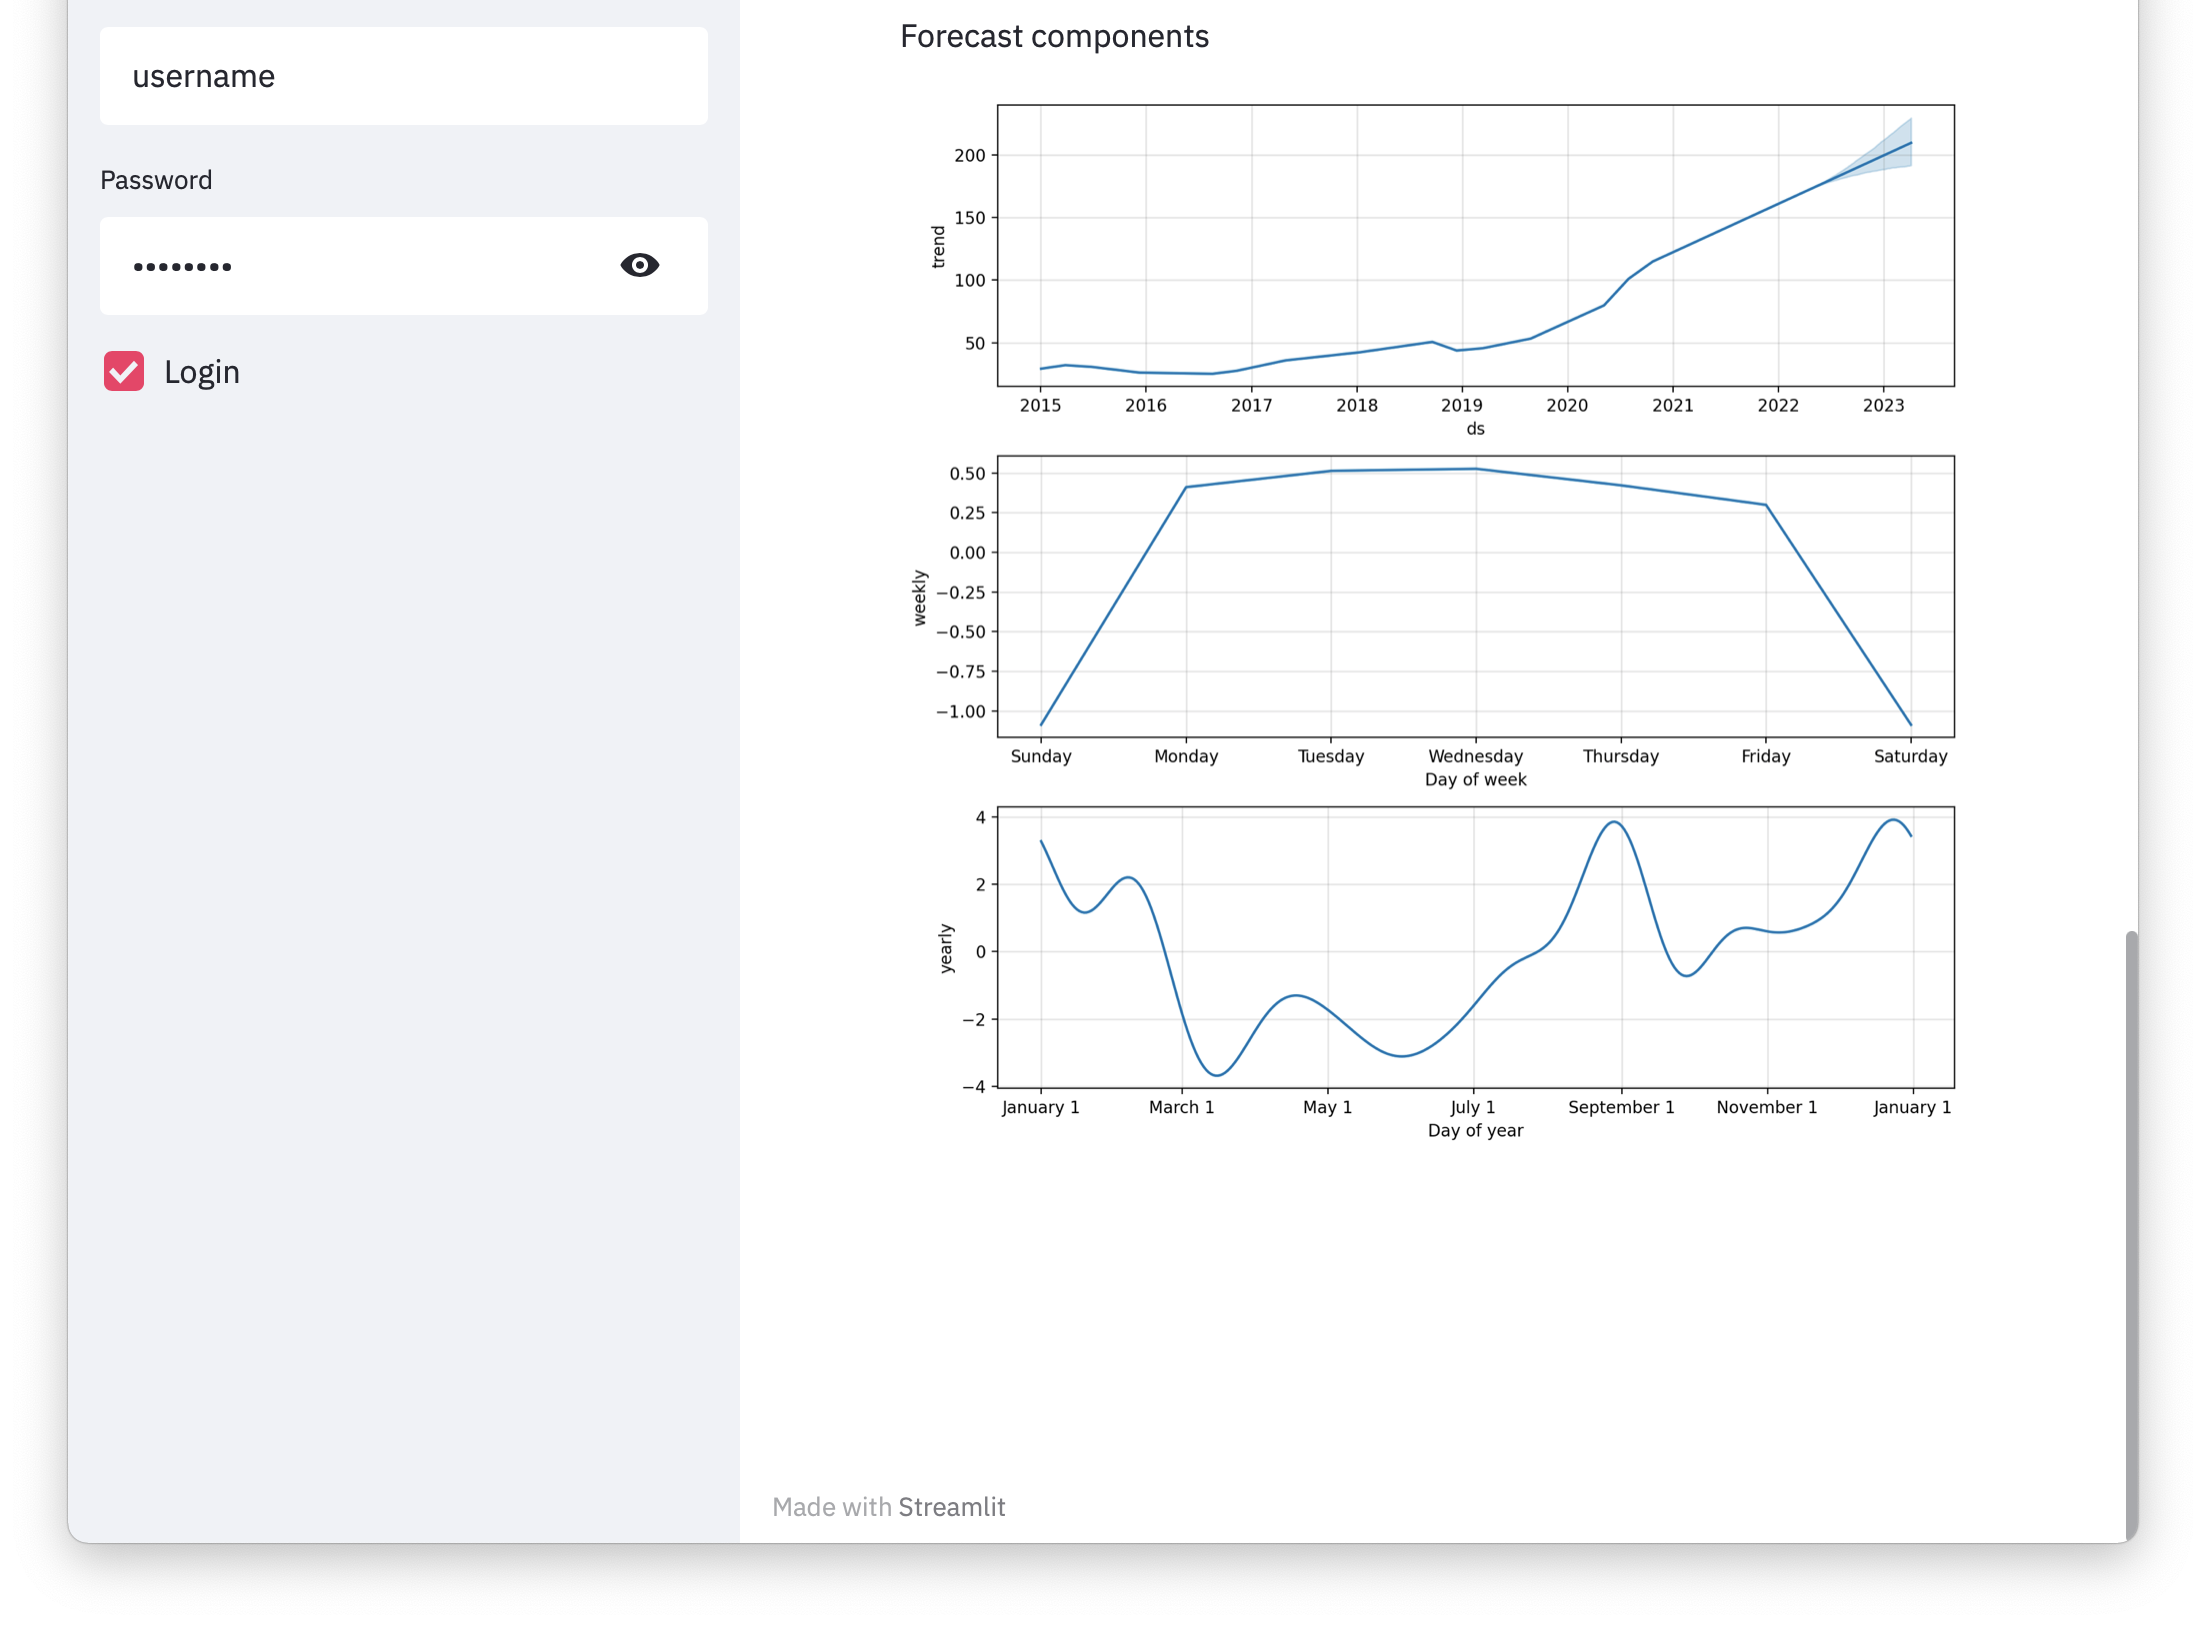 username
Password
••••••••
Login
Forecast components
200
150
100
50
trend
2015 2016 2017 2018 2019 2020 2021 2022 2023
ds
0.50
0.25
0.00
−0.25
−0.50
−0.75
−1.00
weekly
Sunday Monday Tuesday Wednesday Thursday Friday Saturday
Day of week
4
2
0
−2
−4
yearly
January 1 March 1 May 1 July 1 September 1 November 1 January 1
Day of year
Made with Streamlit